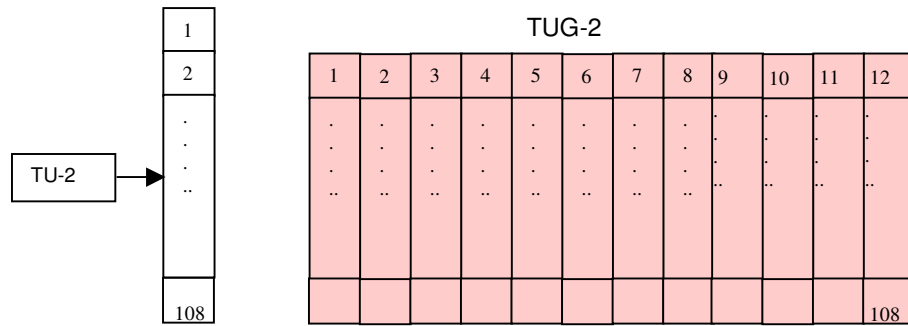 TUG-2
1
2
.
.
.
..
108
TU-2
1 2 3 4 5 6 7 8 9 10 11 12
. . . . . . . . . . . .
. . . . . . . . . . . .
. . . . . . . . . . . .
.. .. .. .. .. .. .. .. .. .. .. ..
108